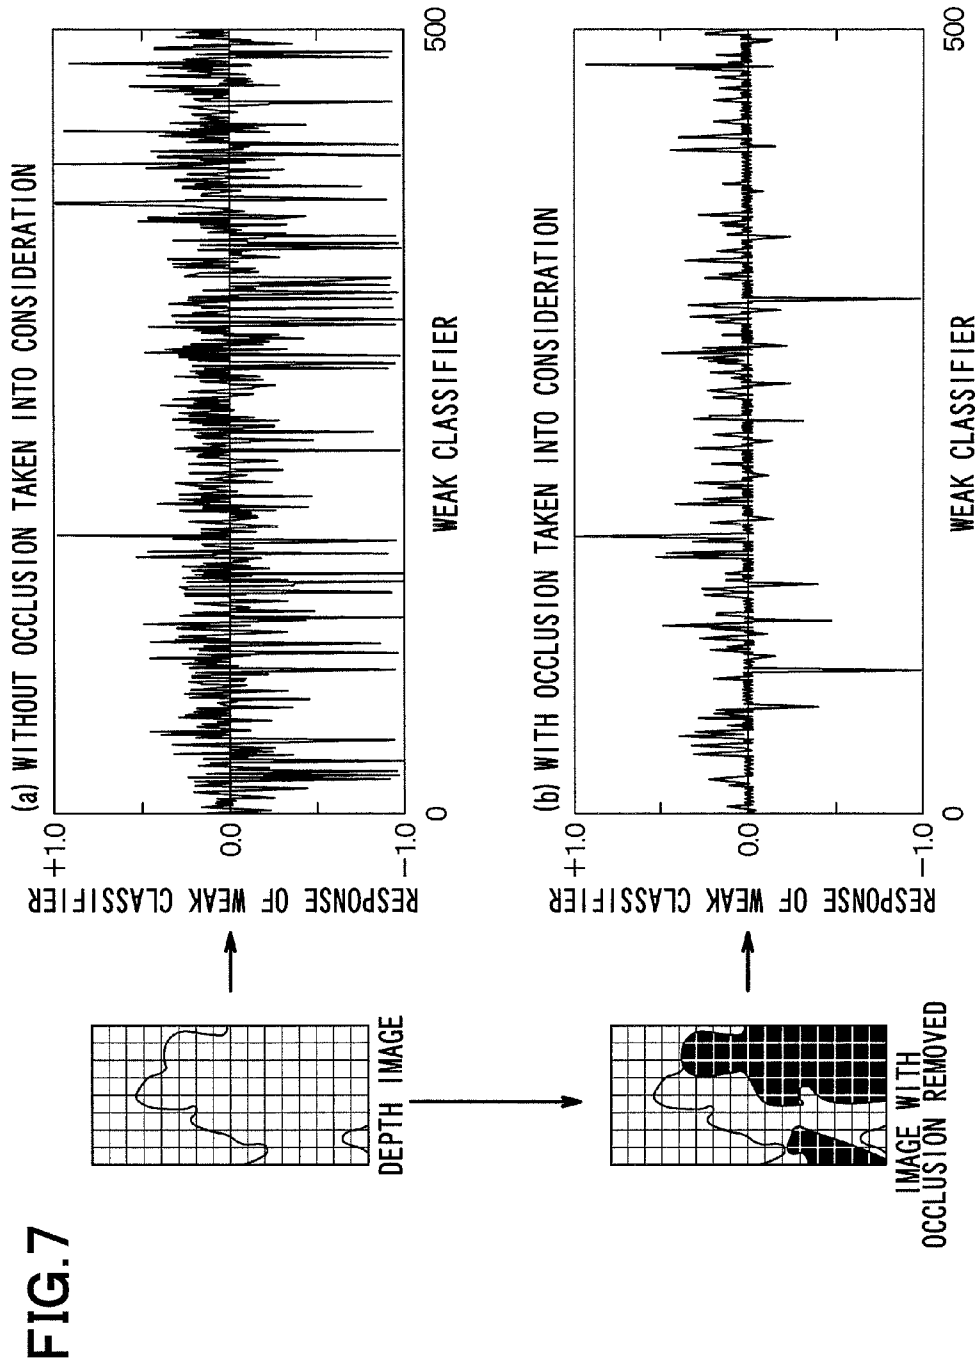 FIG.7
DEPTH IMAGE
(a) WITHOUT OCCLUSION TAKEN INTO CONSIDERATION
RESPONSE OF WEAK CLASSIFIER
+1.0
0.0
-1.0
0
500
WEAK CLASSIFIER
IMAGE WITH
OCCLUSION REMOVED
(b) WITH OCCLUSION TAKEN INTO CONSIDERATION
RESPONSE OF WEAK CLASSIFIER
+1.0
0.0
-1.0
0
500
WEAK CLASSIFIER